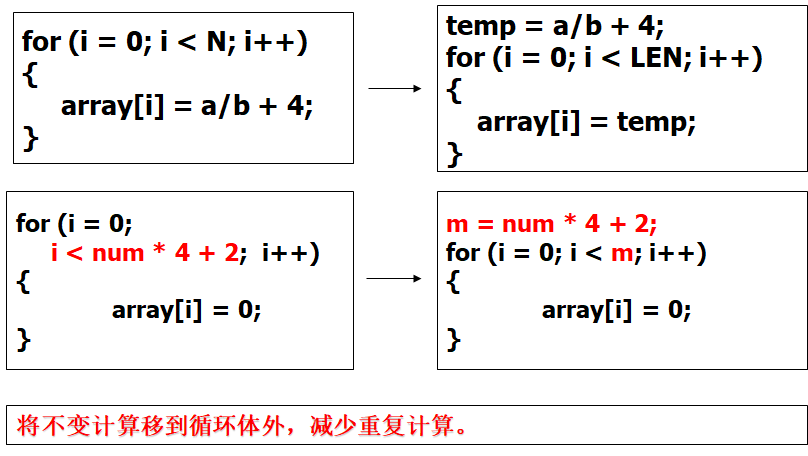 for (i = 0; i < N; i++)
{
array[i] = a/b + 4;
}
temp = a/b + 4;
for (i = 0; i < LEN; i++)
{
array[i] = temp;
}
for (i = 0;
i < num * 4 + 2; i++)
{
array[i] = 0;
}
m = num * 4 + 2;
for (i = 0; i < m; i++)
{
array[i] = 0;
}
将不变计算移到循环体外，减少重复计算。